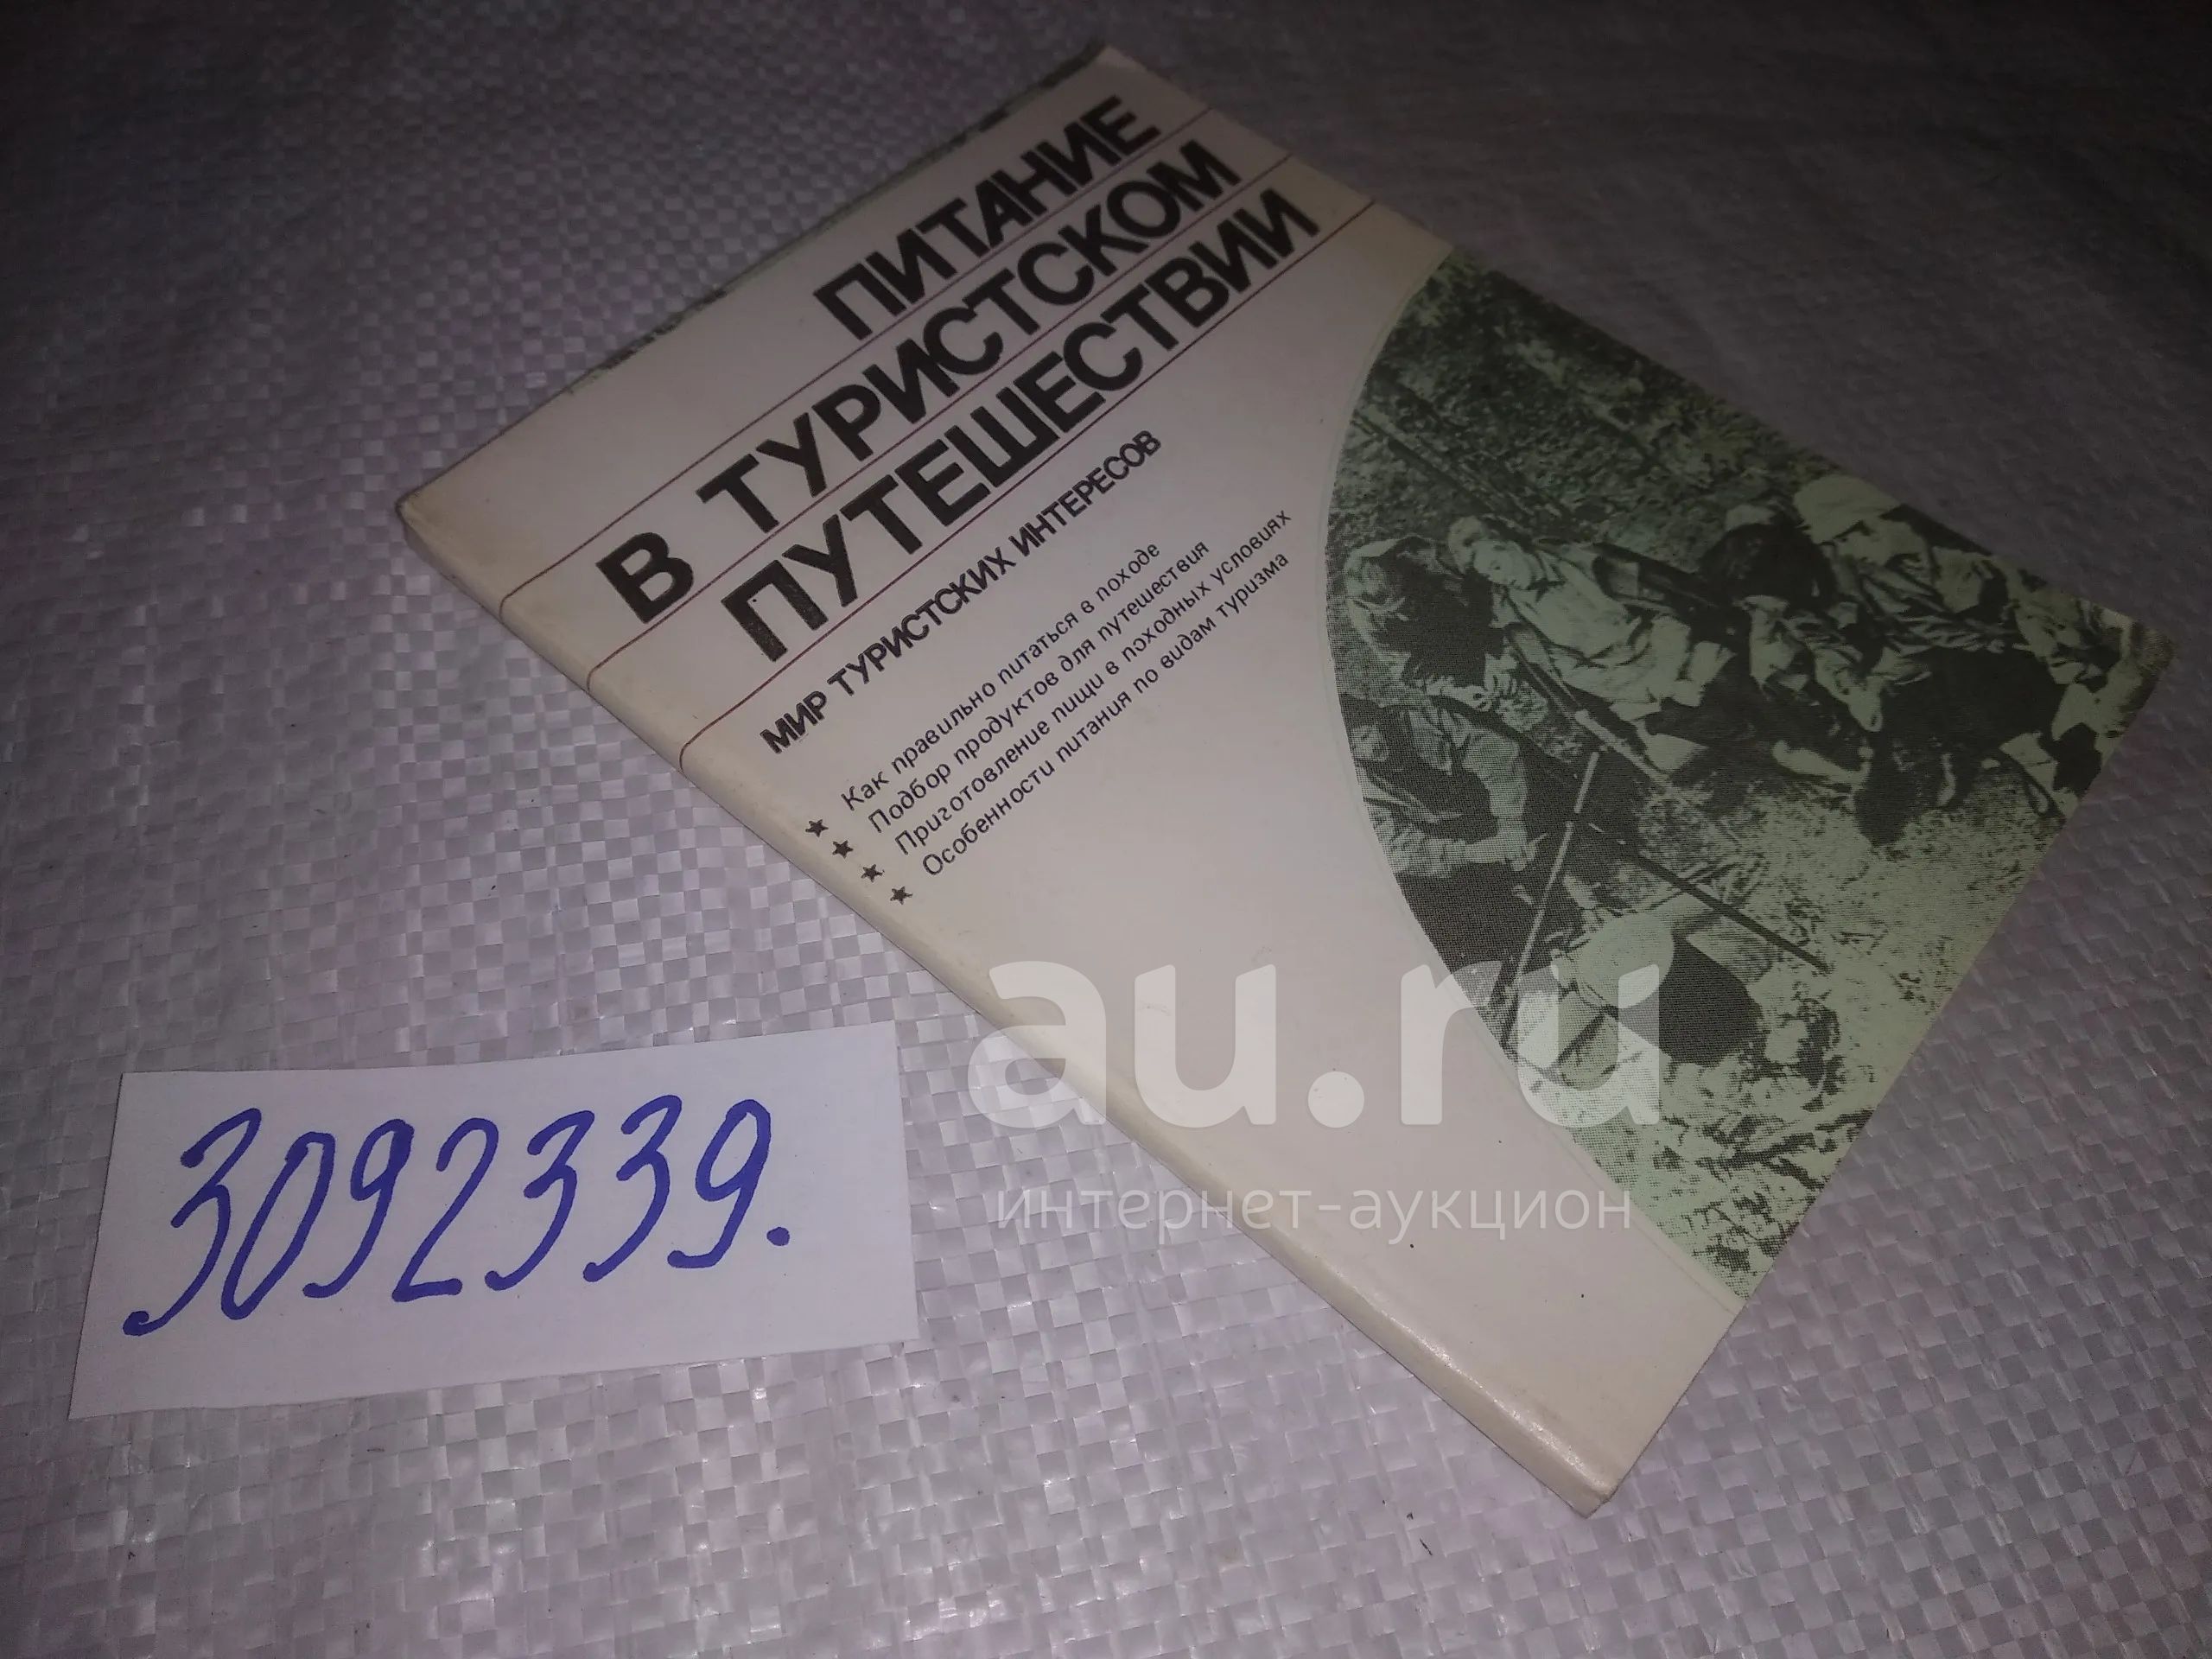 ПИТАНИЕ
В ТУРИСТСКОМ
ПУТЕШЕСТВИИ
МИР ТУРИСТСКИХ ИНТЕРЕСОВ
★ Как правильно питаться в походе
★ Подбор продуктов для путешествия
★ Приготовление пищи в походных условиях
★ Особенности питания по видам туризма
au.ru
интернет-аукцион
3092339.